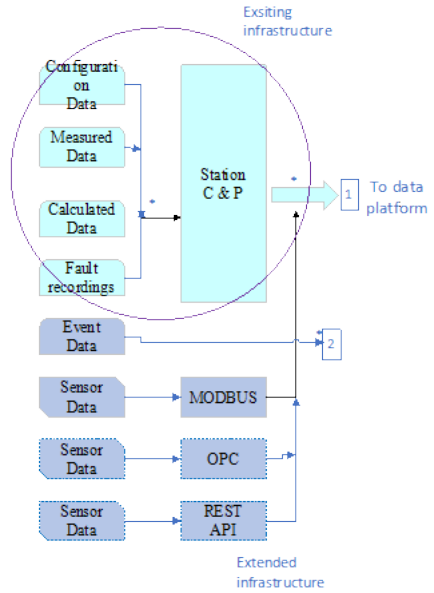 Exsiting
infrastructure
Configurati
on
Data
Measured
Data
Calculated
Data
Fault
recordings
*
Station
C & P
*
1
To data
platform
Event
Data
*
2
Sensor
Data
MODBUS
Sensor
Data
OPC
Sensor
Data
REST
API
Extended
infrastructure